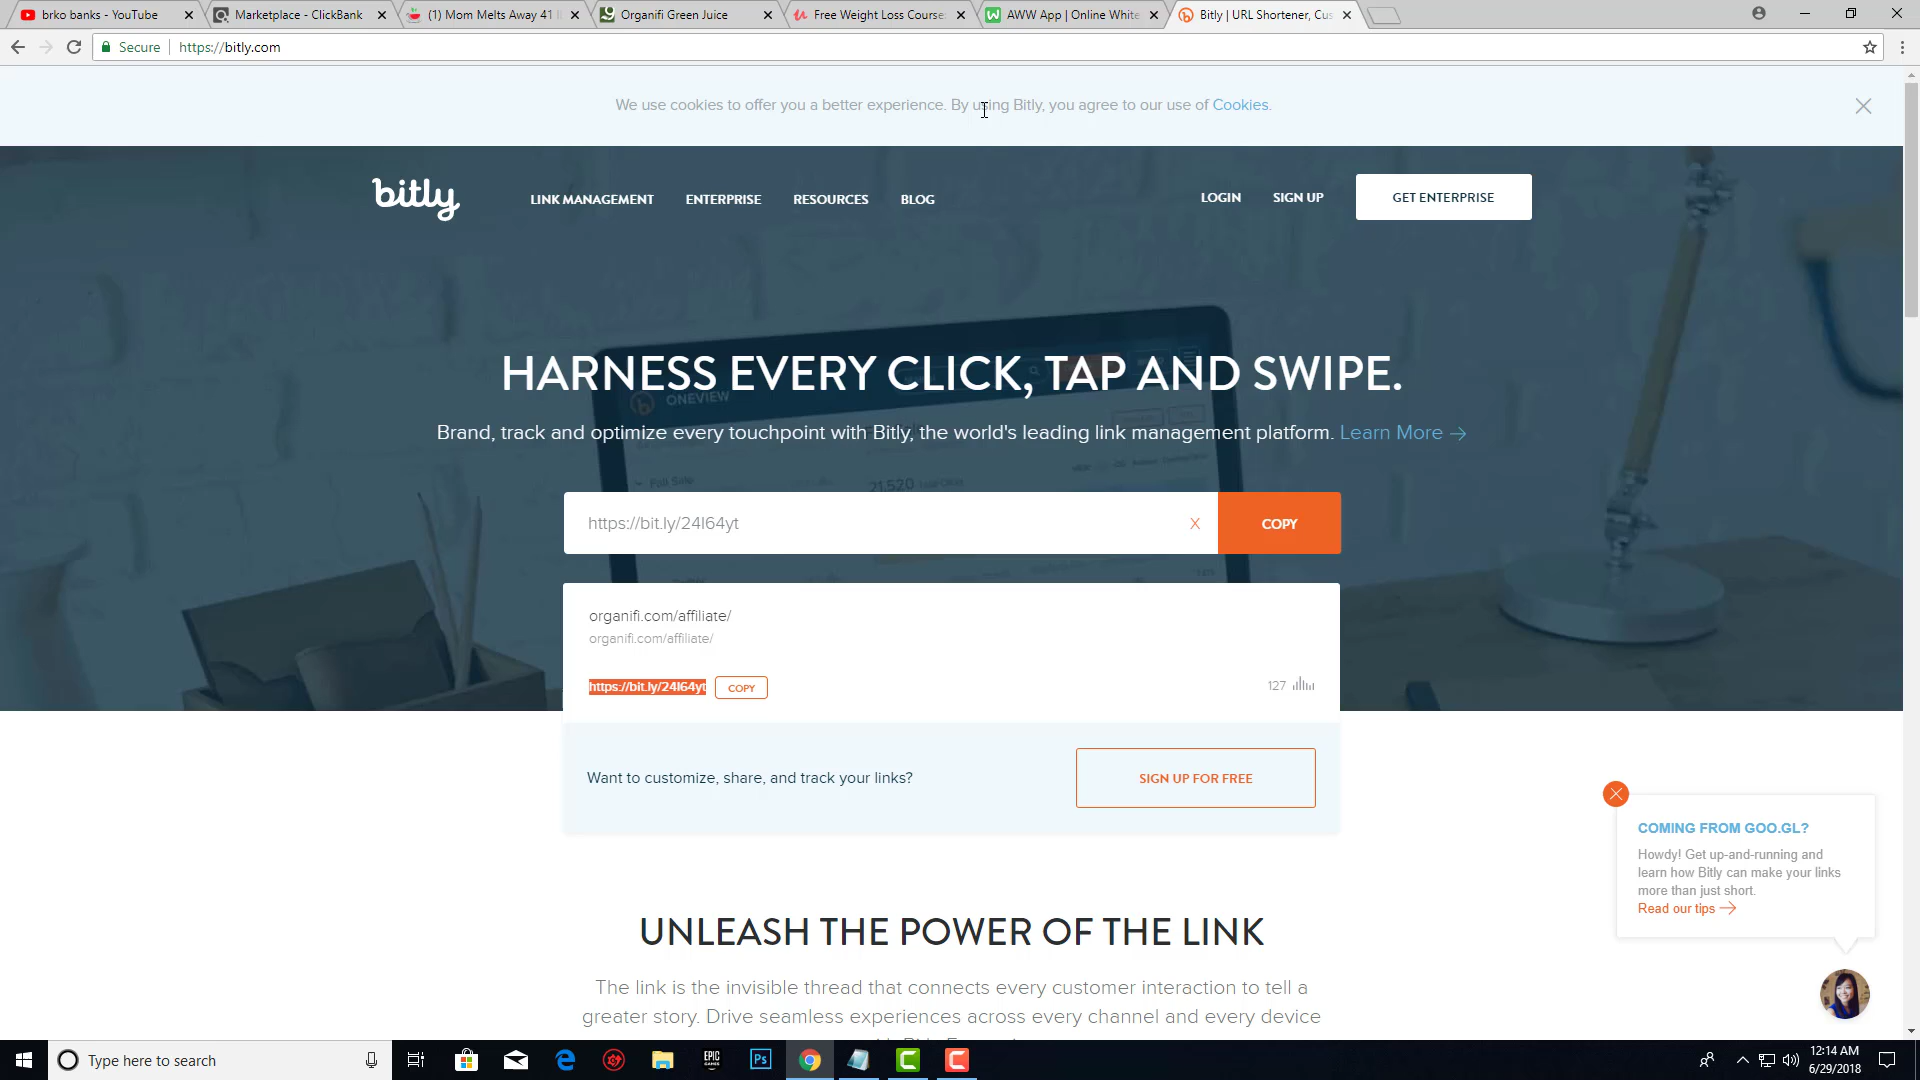 brko banks - YouTube
Marketplace - ClickBank
(1) Mom Melts Away 41
Organifi Green Juice
Free Weight Loss Course
AWW App | Online White
Bitly | URL Shortener, Cus
Secure
https://bitly.com
We use cookies to offer you a better experience. By using Bitly, you agree to our use of Cookies.
bitly
LINK MANAGEMENT
ENTERPRISE
RESOURCES
BLOG
LOGIN
SIGN UP
GET ENTERPRISE
HARNESS EVERY CLICK, TAP AND SWIPE.
ONEVIEW
Brand, track and optimize every touchpoint with Bitly, the world's leading link management platform. Learn More →
21,520
https://bit.ly/24I64yt
X
COPY
organifi.com/affiliate/
organifi.com/affiliate/
https://bit.ly/24I64yt
COPY
127
Want to customize, share, and track your links?
SIGN UP FOR FREE
COMING FROM GOO.GL?
Howdy! Get up-and-running and
learn how Bitly can make your links
more than just short.
Read our tips →
UNLEASH THE POWER OF THE LINK
The link is the invisible thread that connects every customer interaction to tell a
greater story. Drive seamless experiences across every channel and every device
Type here to search
EPIC
GAMES
Ps
12:14 AM
6/29/2018